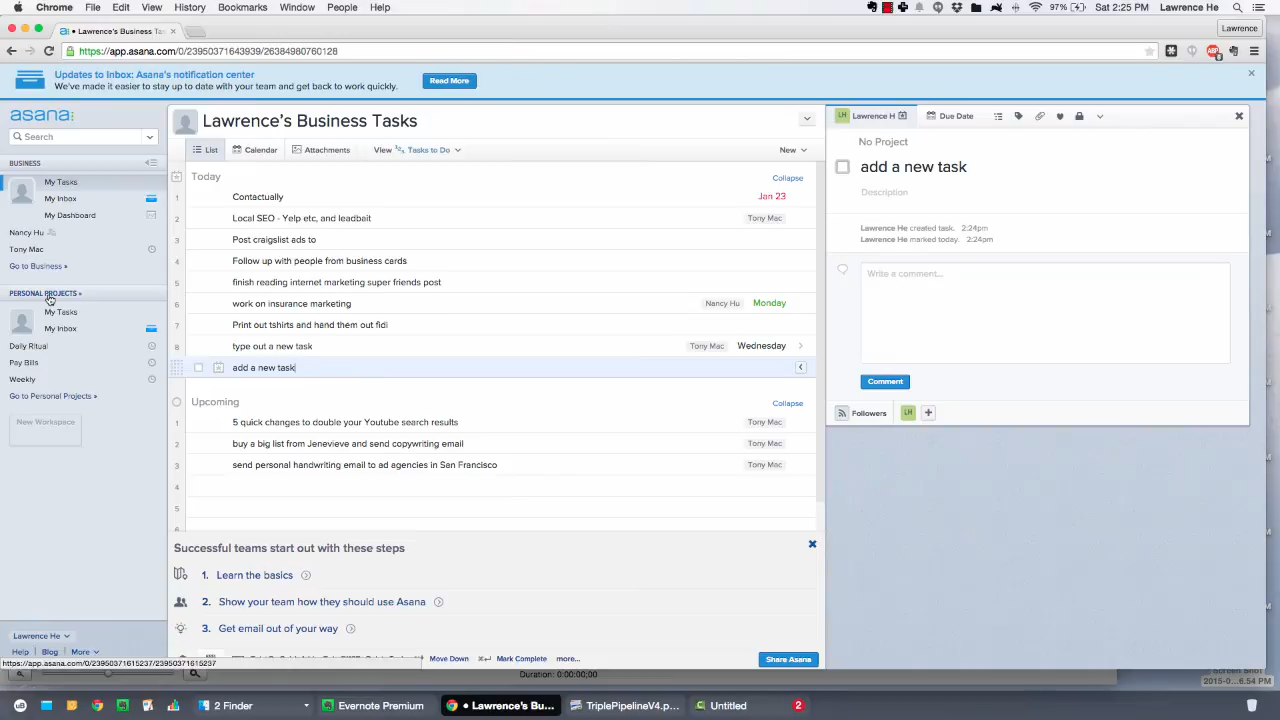 Chrome File Edit View History Bookmarks Window People Help 97% Sat 2:25 PM Lawrence He
• Lawrence's Business Tas × Lawrence
https://app.asana.com/0/23950371643939/26384980760128
Updates to Inbox: Asana's notification center
We've made it easier to stay up to date with your team and get back to work quickly.
Read More
asana:
Search
BUSINESS
My Tasks
My Inbox
My Dashboard
Nancy Hu
Tony Mac
Go to Business »
PERSONAL PROJECTS »
My Tasks
My Inbox
Daily Ritual
Pay Bills
Weekly
Go to Personal Projects »
New Workspace
Lawrence He
Help Blog More
https://app.asana.com/0/23950371615237/23950371615237
Lawrence's Business Tasks
List Calendar Attachments View Tasks to Do New
Today Collapse
1 Contactually Jan 23
2 Local SEO - Yelp etc, and leadbait Tony Mac
3 Post craigslist ads to
4 Follow up with people from business cards
5 finish reading internet marketing super friends post
6 work on insurance marketing Nancy Hu Monday
7 Print out tshirts and hand them out fidi
8 type out a new task Tony Mac Wednesday
add a new task
Upcoming Collapse
1 5 quick changes to double your Youtube search results Tony Mac
2 buy a big list from Jenevieve and send copywriting email Tony Mac
3 send personal handwriting email to ad agencies in San Francisco Tony Mac
4
5
6
Successful teams start out with these steps
1. Learn the basics
2. Show your team how they should use Asana
3. Get email out of your way
Move Down Mark Complete more...
Share Asana
LH Lawrence H Due Date
No Project
add a new task
Description
Lawrence He created task. 2:24pm
Lawrence He marked today. 2:24pm
Write a comment...
Comment
Followers LH +
Duration: 0:00:00;00
Screen Shot
2015-0...6.54 PM
2 Finder Evernote Premium • Lawrence's Bu... TriplePipelineV4.p... Untitled 2